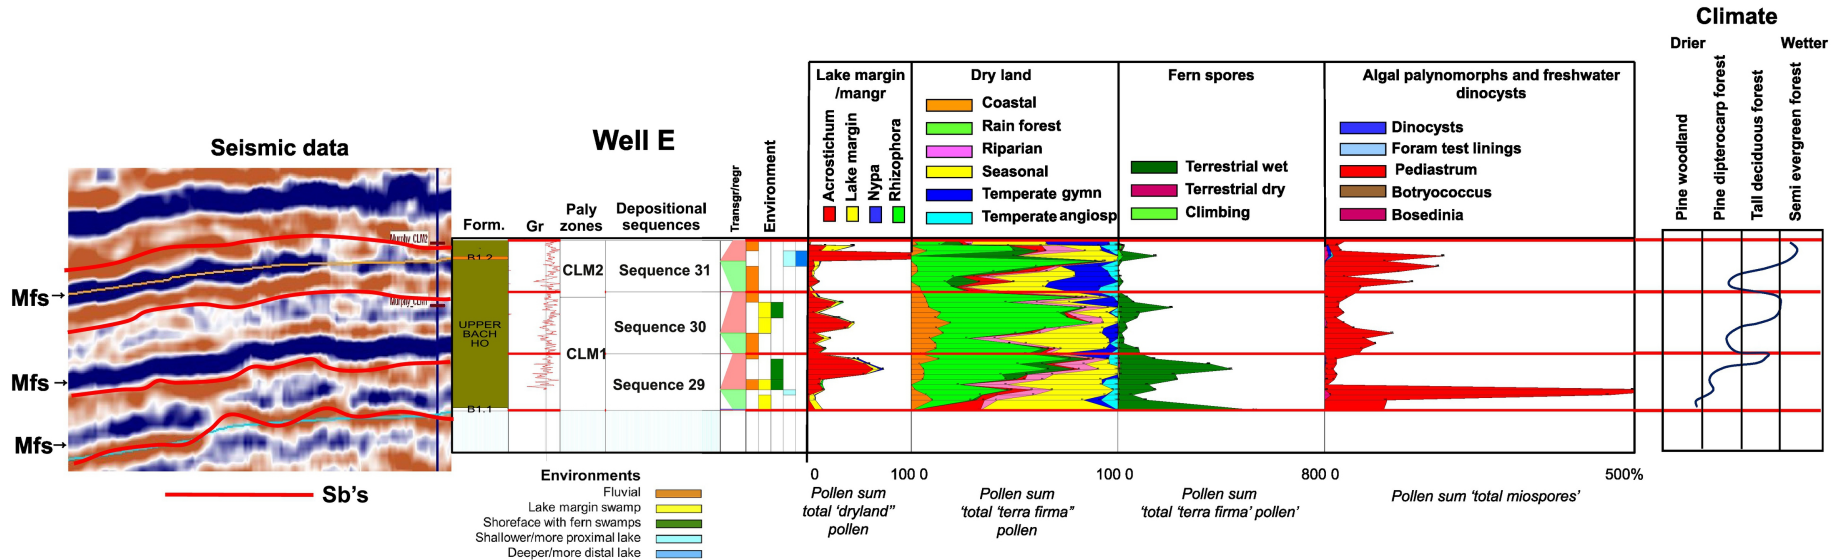 Climate
Drier
Wetter
Pine woodland
Pine dipterocarp forest
Tall deciduous forest
Semi evergreen forest
Seismic data
Well E
Form.
Gr
Paly
zones
Depositional
sequences
Transgr/regr
Environment
Lake margin
/mangr
Acrostichum
Lake margin
Nypa
Rhizophora
Dry land
Coastal
Rain forest
Riparian
Seasonal
Temperate gymn
Temperate angiosp
Fern spores
Terrestrial wet
Terrestrial dry
Climbing
Algal palynomorphs and freshwater
dinocysts
Dinocysts
Foram test linings
Pediastrum
Botryococcus
Bosedinia
Murphy_CLM2
B1.2
CLM2
Sequence 31
Mfs
UPPER
BACH
HO
Sequence 30
CLM1
Mfs
Sequence 29
B1.1
Mfs
Sb's
0
100 0
100 0
800 0
500%
Pollen sum
total 'dryland"
pollen
Pollen sum
'total 'terra firma"
pollen
Pollen sum
'total 'terra firma' pollen'
Pollen sum 'total miospores'
Environments
Fluvial
Lake margin swamp
Shoreface with fern swamps
Shallower/more proximal lake
Deeper/more distal lake